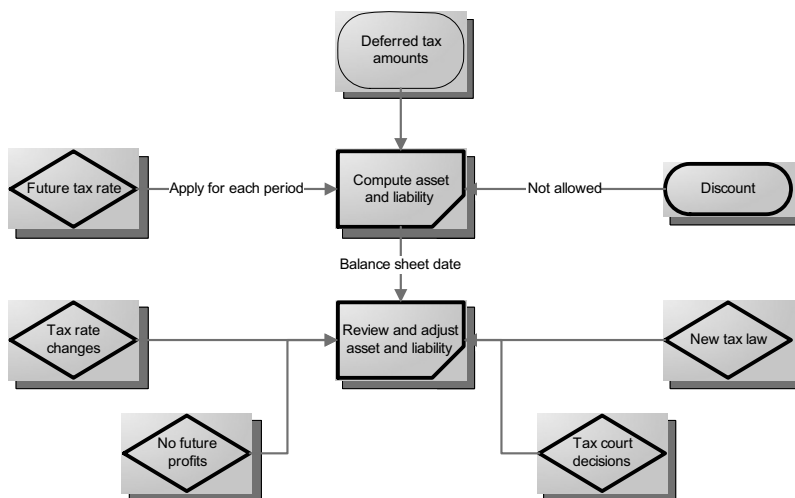 Deferred tax
amounts
Future tax rate
Apply for each period
Compute asset
and liability
Not allowed
Discount
Balance sheet date
Tax rate
changes
Review and adjust
asset and liability
New tax law
No future
profits
Tax court
decisions